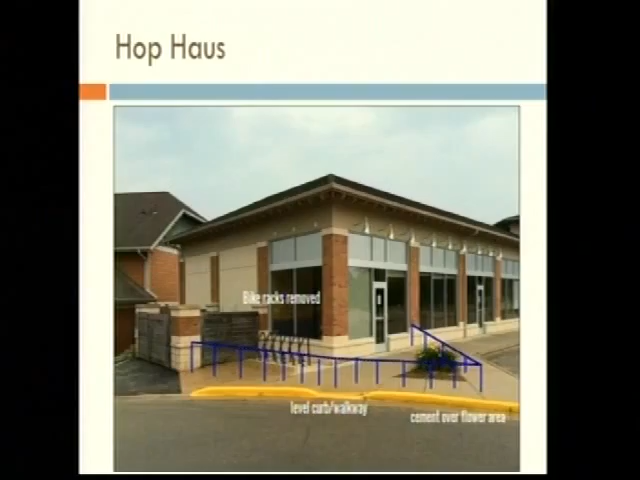 Hop Haus
Bike racks removed
level curb/walkway
cement over flower area